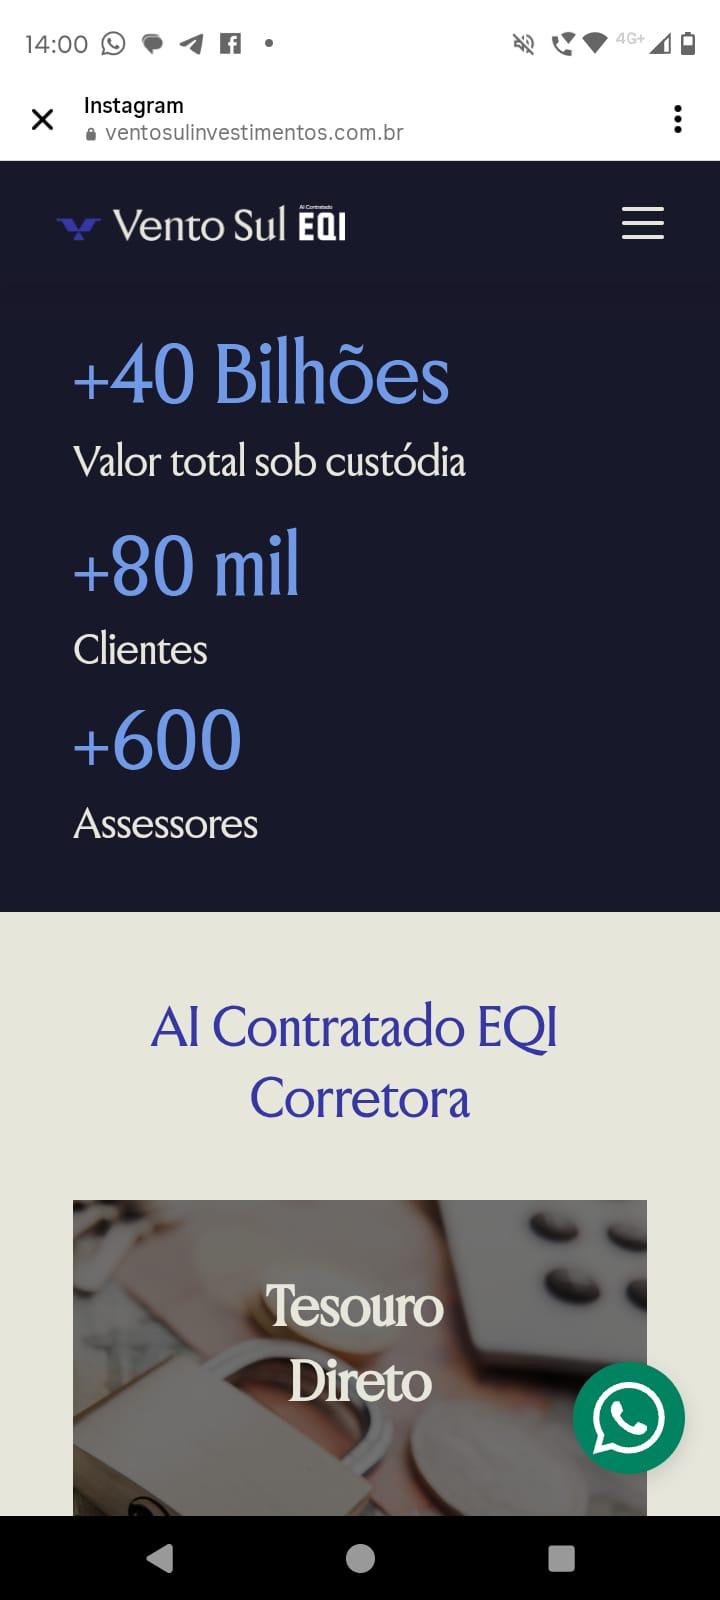 14:00
4G+
Instagram
ventosulinvestimentos.com.br
Vento Sul
AI Contratado
EQI
+40 Bilhões
Valor total sob custódia
+80 mil
Clientes
+600
Assessores
AI Contratado EQI
Corretora
Tesouro
Direto